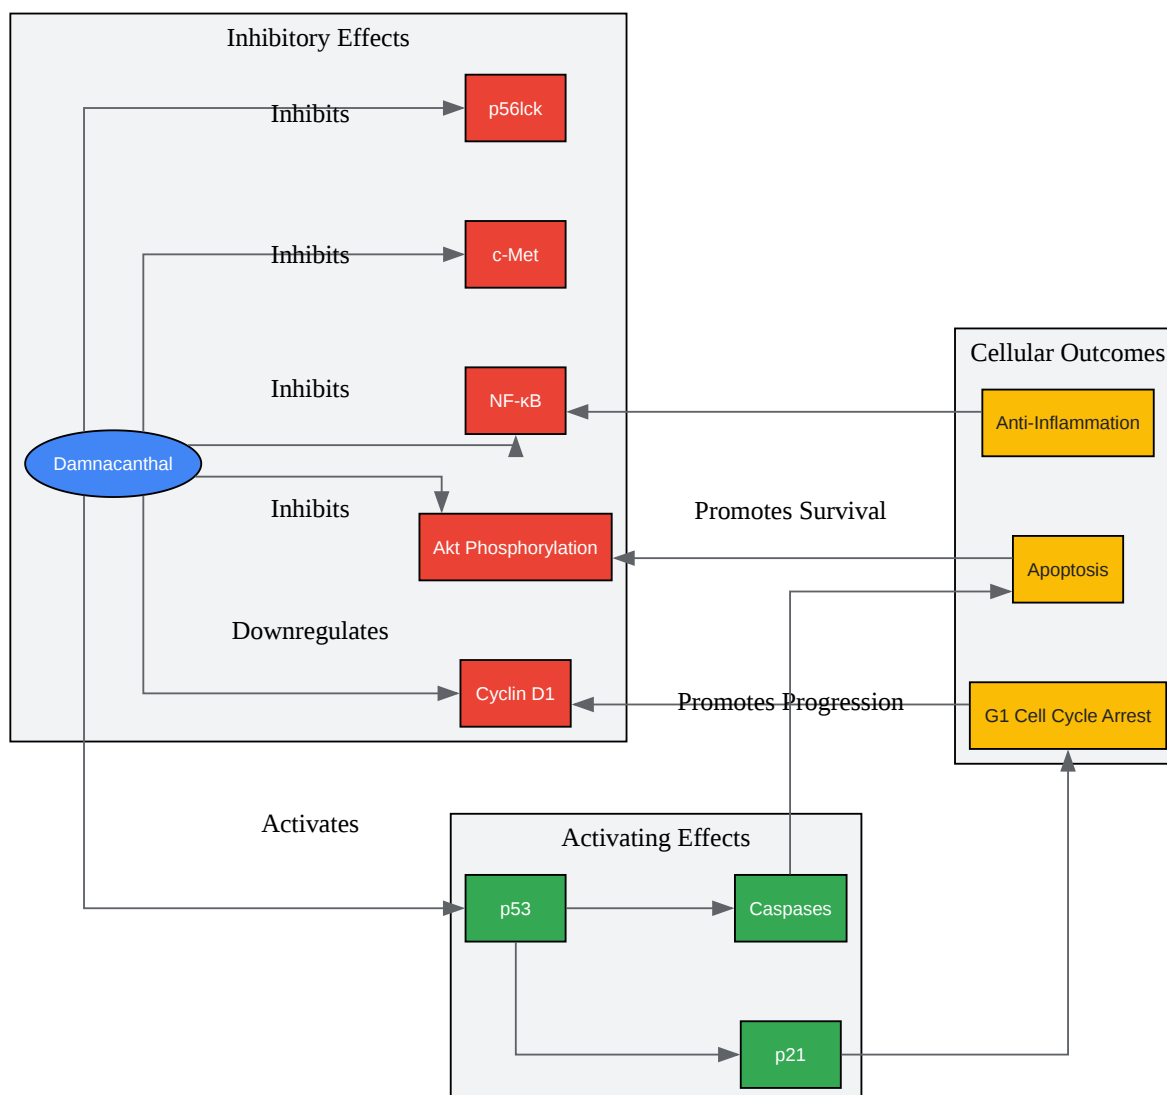 Inhibitory Effects
Inhibits
p56lck
Inhibits
c-Met
Inhibits
NF-κB
Damnacanthal
Inhibits
Akt Phosphorylation
Downregulates
Cyclin D1
Cellular Outcomes
Anti-Inflammation
Promotes Survival
Apoptosis
Promotes Progression
G1 Cell Cycle Arrest
Activates
Activating Effects
p53
Caspases
p21